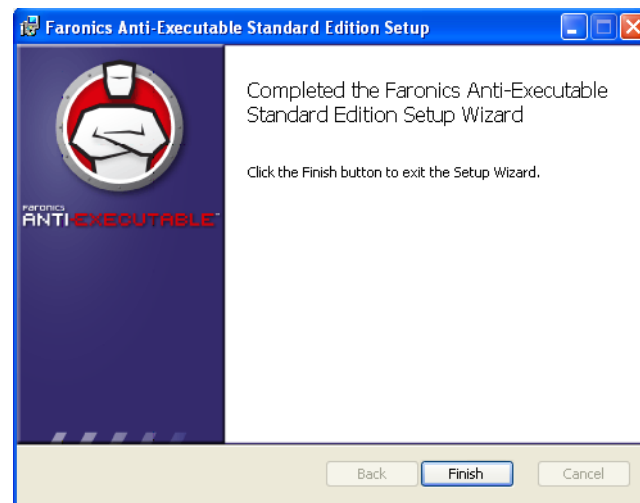 Faronics Anti-Executable Standard Edition Setup
Completed the Faronics Anti-Executable
Standard Edition Setup Wizard
Click the Finish button to exit the Setup Wizard.
FARONICS
ANTI-EXECUTABLE
Back
Finish
Cancel